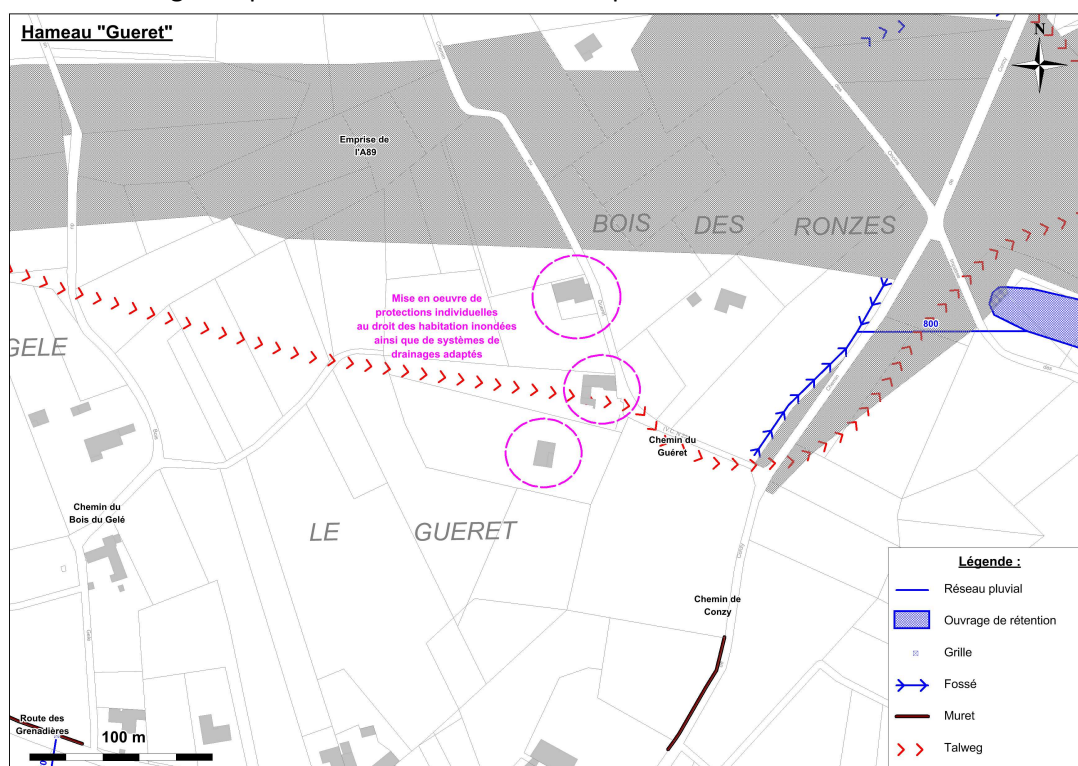 Hameau "Gueret"
N
Emprise de
l'A89
BOIS DES RONZES
Mise en oeuvre de
protections individuelles
au droit des habitation inondées
ainsi que de systèmes de
drainages adaptés
800
GELE
Chemin du
Guéret
Chemin du
Bois du Gelé
LE GUERET
Chemin de
Conzy
Route des
Grenadières
100 m
Légende :
Réseau pluvial
Ouvrage de rétention
Grille
Fossé
Muret
Talweg